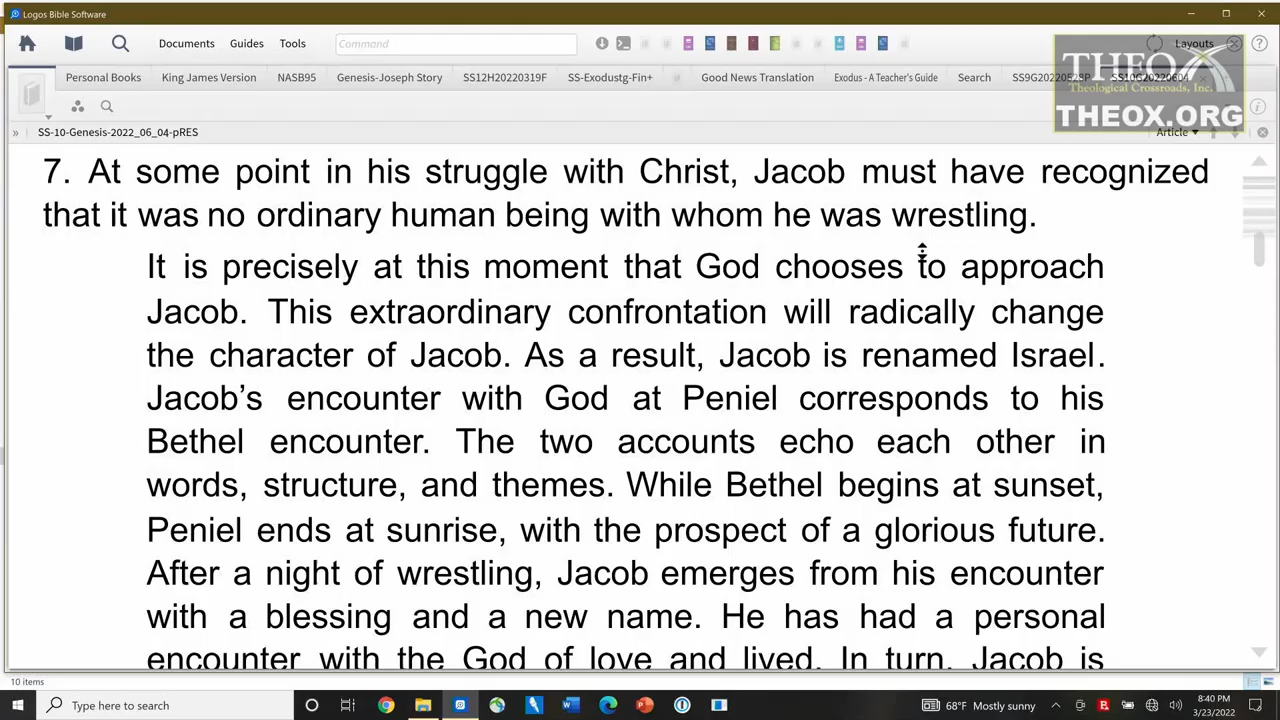 Logos Bible Software
Documents Guides Tools Command Layouts
Personal Books King James Version NASB95 Genesis-Joseph SS12H20220319F SS-Exodustg-Fin+ Good News Translation Exodus - A Teacher's Guide Search
THEOX
Theological Crossroads, Inc.
THEOX.ORG
SS-10-Genesis-2022_06_04-pRES Article
7. At some point in his struggle with Christ, Jacob must have recognized
that it was no ordinary human being with whom he was wrestling.
It is precisely at this moment that God chooses to approach
Jacob. This extraordinary confrontation will radically change
the character of Jacob. As a result, Jacob is renamed Israel.
Jacob’s encounter with God at Peniel corresponds to his
Bethel encounter. The two accounts echo each other in
words, structure, and themes. While Bethel begins at sunset,
Peniel ends at sunrise, with the prospect of a glorious future.
After a night of wrestling, Jacob emerges from his encounter
with a blessing and a new name. He has had a personal
encounter with the God of love and lived. In turn, Jacob is
10 items
Type here to search 68°F Mostly sunny 8:40 PM
3/23/2022